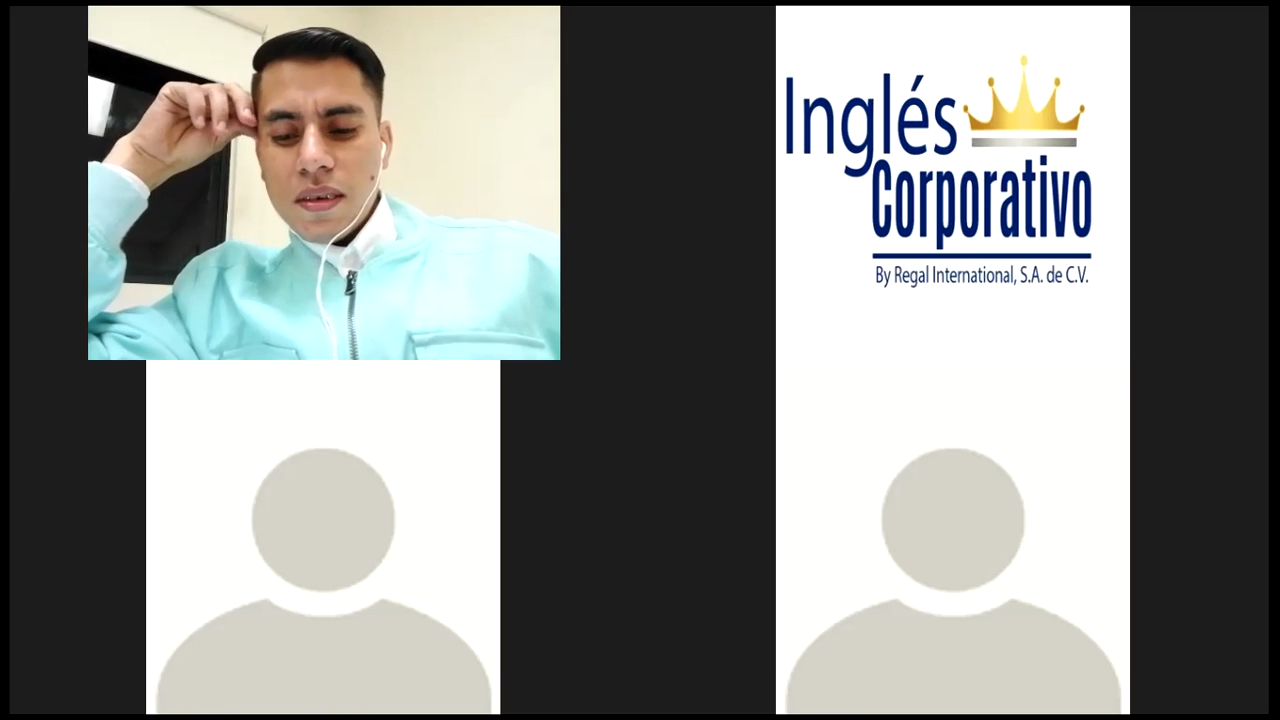 Inglés
Corporativo
By Regal International, S.A. de C.V.